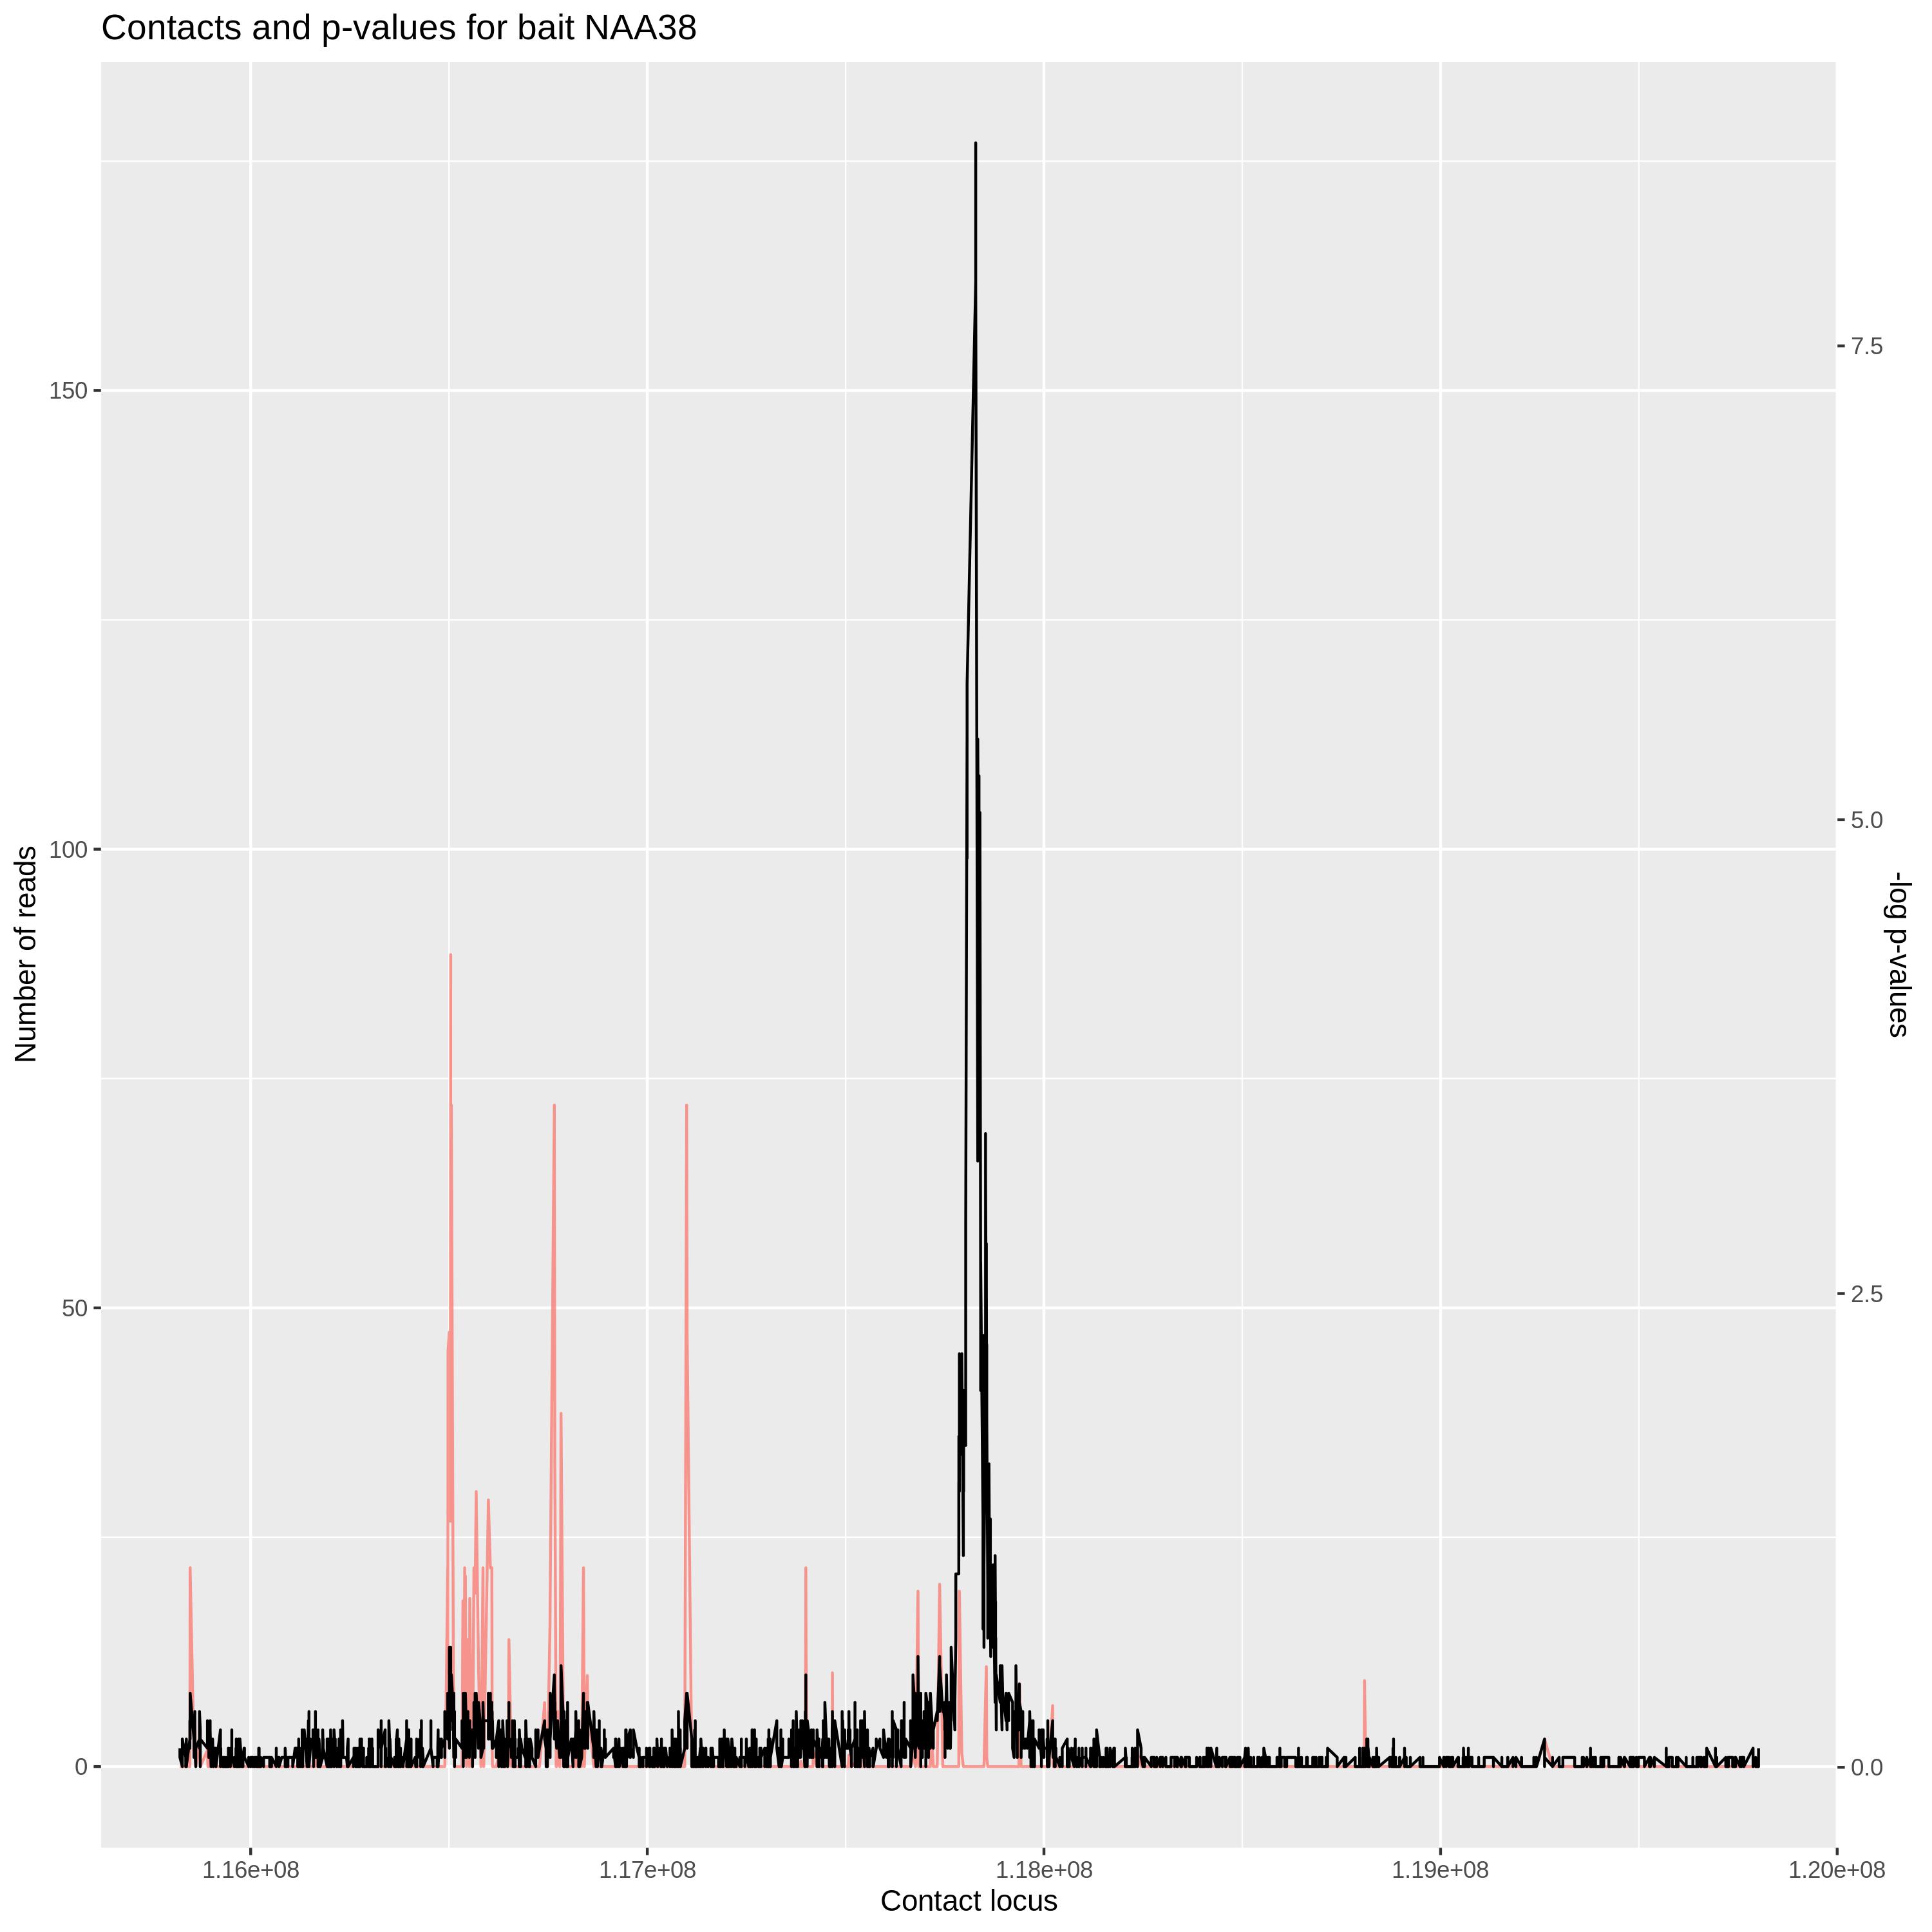 Contacts and p-values for bait NAA38
150
100
50
0
Number of reads
7.5
5.0
2.5
0.0
-log p-values
1.16e+08
1.17e+08
1.18e+08
1.19e+08
1.20e+08
Contact locus